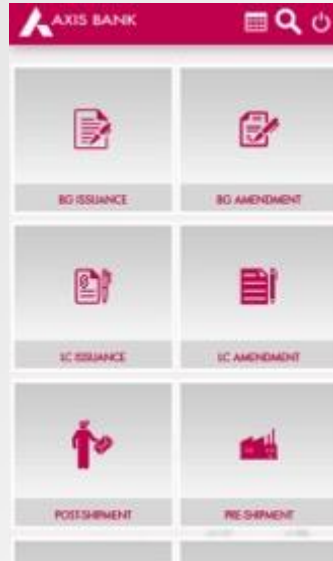 AXIS BANK
BG ISSUANCE
BG AMENDMENT
LC ISSUANCE
LC AMENDMENT
POST-SHIPMENT
PRE-SHIPMENT